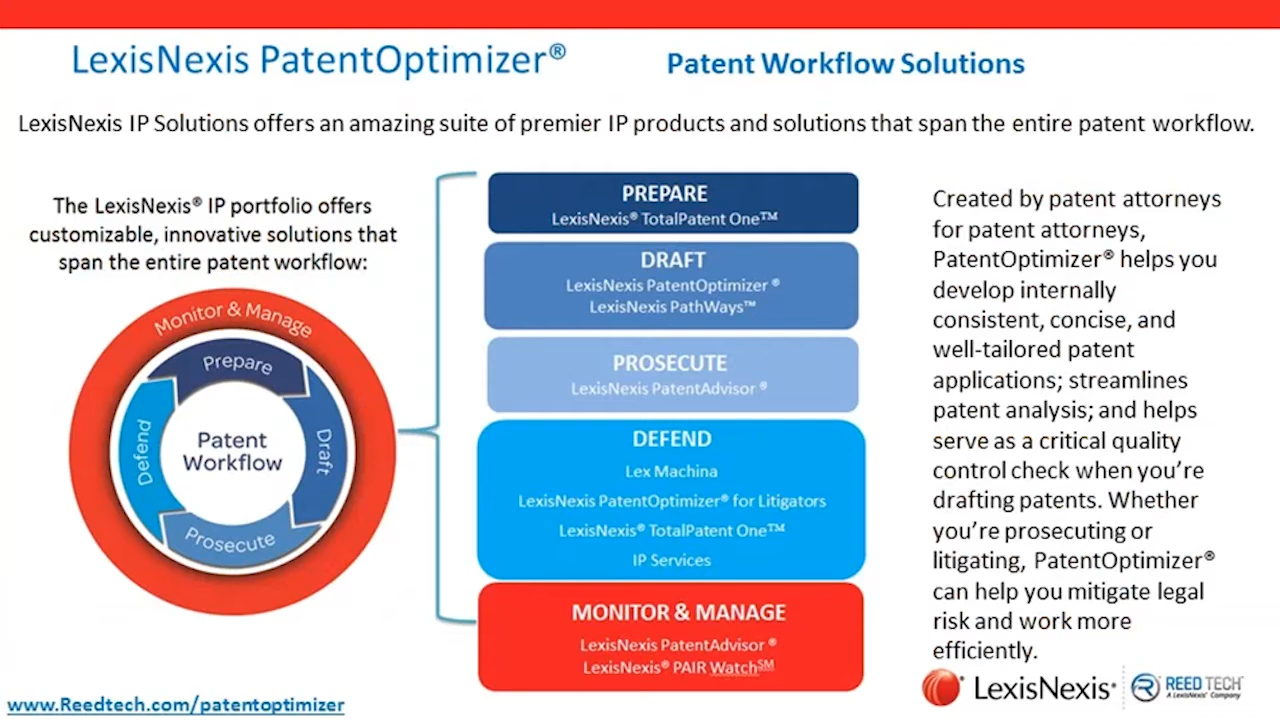 LexisNexis PatentOptimizer®
Patent Workflow Solutions
LexisNexis IP Solutions offers an amazing suite of premier IP products and solutions that span the entire patent workflow.
The LexisNexis® IP portfolio offers
customizable, innovative solutions that
span the entire patent workflow:
Monitor & Manage
Prepare
Draft
Prosecute
Defend
Patent
Workflow
PREPARE
LexisNexis® TotalPatent One™
DRAFT
LexisNexis PatentOptimizer ®
LexisNexis PathWays™
PROSECUTE
LexisNexis PatentAdvisor ®
DEFEND
Lex Machina
LexisNexis PatentOptimizer® for Litigators
LexisNexis® TotalPatent One™
IP Services
MONITOR & MANAGE
LexisNexis PatentAdvisor ®
LexisNexis® PAIR Watch℠
Created by patent attorneys
for patent attorneys,
PatentOptimizer® helps you
develop internally
consistent, concise, and
well-tailored patent
applications; streamlines
patent analysis; and helps
serve as a critical quality
control check when you’re
drafting patents. Whether
you’re prosecuting or
litigating, PatentOptimizer®
can help you mitigate legal
risk and work more
efficiently.
www.Reedtech.com/patentoptimizer
LexisNexis®
REED TECH™
A LexisNexis® Company